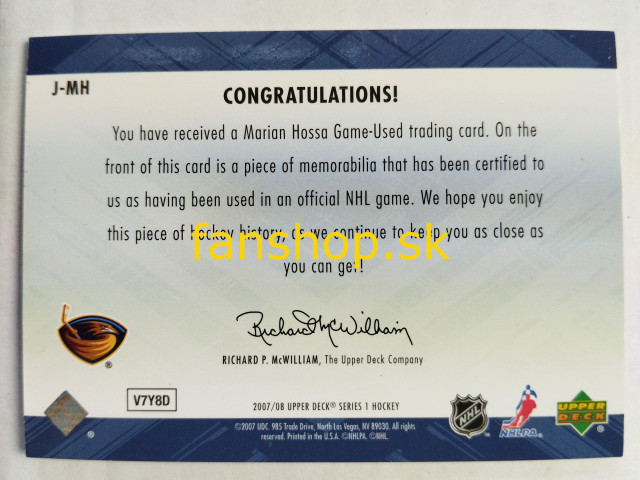 J-MH
CONGRATULATIONS!
You have received a Marian Hossa Game-Used trading card. On the
front of this card is a piece of memorabilia that has been certified to
us as having been used in an official NHL game. We hope you enjoy
this piece of hockey history, as we continue to keep you as close as
you can get!
fanshop.sk
Richard P. McWilliam
RICHARD P. McWILLIAM, The Upper Deck Company
V7Y8D
2007/08 UPPER DECK® SERIES 1 HOCKEY
©2007 UDC. 985 Trade Drive, North Las Vegas, NV 89030. All rights
reserved. Printed in the U.S.A. ©NHLPA. ©NHL.
NHL
NHLPA
UPPER
DECK